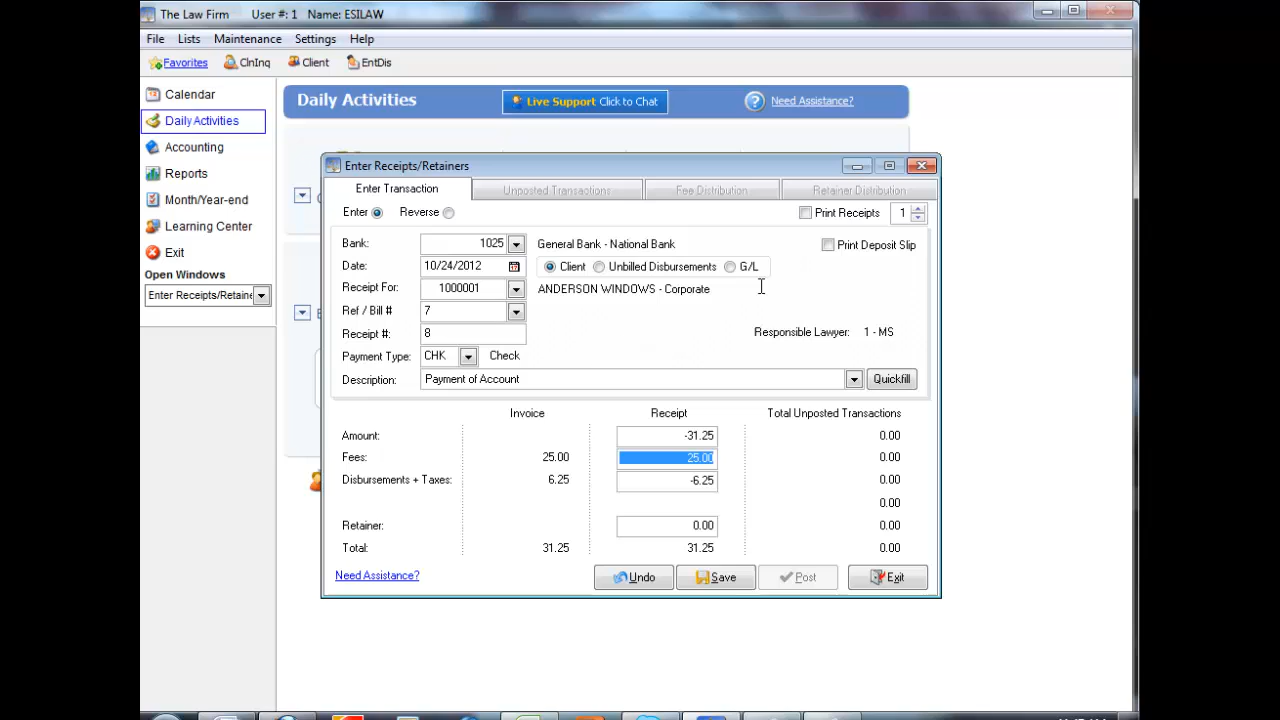 The Law Firm User #: 1 Name: ESILAW
File Lists Maintenance Settings Help
Favorites ClnInq Client EntDis
Calendar
Daily Activities
Accounting
Reports
Month/Year-end
Learning Center
Exit
Open Windows
Enter Receipts/Retaine
Daily Activities Live Support Click to Chat ? Need Assistance?
Enter Receipts/Retainers
Enter Transaction Unposted Transactions Fee Distribution Retainer Distribution
Enter Reverse Print Receipts 1
Bank: 1025 General Bank - National Bank Print Deposit Slip
Date: 10/24/2012 Client Unbilled Disbursements G/L
Receipt For: 1000001 ANDERSON WINDOWS - Corporate
Ref / Bill # 7
Receipt #: 8 Responsible Lawyer: 1 - MS
Payment Type: CHK Check
Description: Payment of Account Quickfill
Invoice Receipt Total Unposted Transactions
Amount: -31.25 0.00
Fees: 25.00 25.00 0.00
Disbursements + Taxes: 6.25 -6.25 0.00
0.00
Retainer: 0.00 0.00
Total: 31.25 31.25 0.00
Need Assistance? Undo Save Post Exit